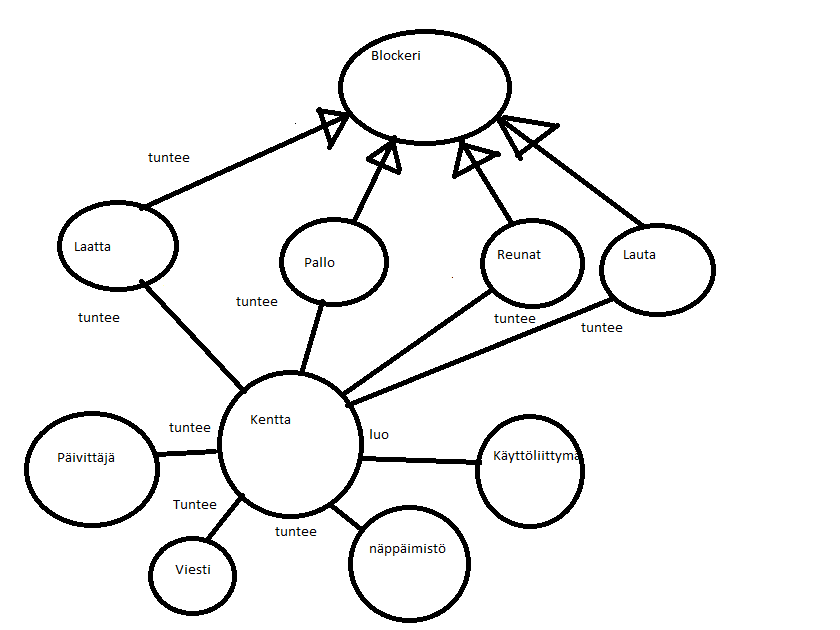 Blockeri
tuntee
Laatta
Pallo
Reunat
Lauta
tuntee
tuntee
tuntee
tuntee
Kentta
tuntee
luo
Päivittäjä
Käyttöliittymä
Tuntee
tuntee
näppäimistö
Viesti